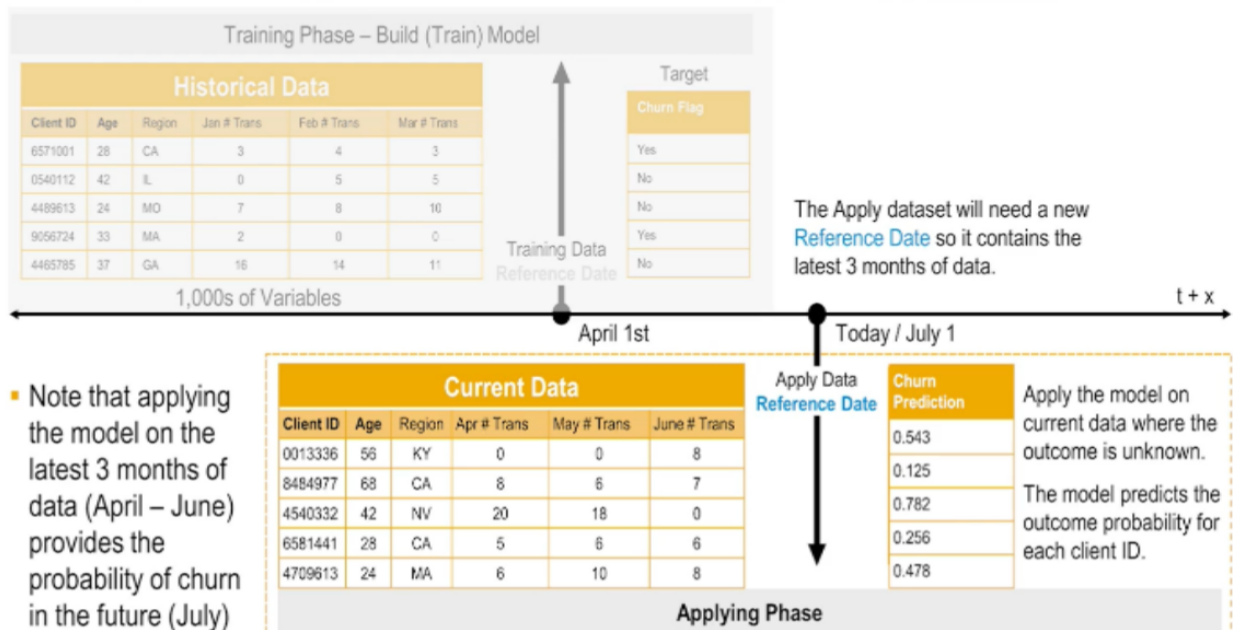 Training Phase – Build (Train) Model
Historical Data
Client ID Age Region Jan # Trans Feb # Trans Mar # Trans
6571001 28 CA 3 4 3
0540112 42 IL 0 5 5
4489613 24 MO 7 8 10
9056724 33 MA 2 0 0
4465785 37 GA 16 14 11
1,000s of Variables
Training Data
Reference Date
Target
Churn Flag
Yes
No
No
Yes
No
The Apply dataset will need a new
Reference Date so it contains the
latest 3 months of data.
t + x
April 1st
Today / July 1
▪ Note that applying
the model on the
latest 3 months of
data (April – June)
provides the
probability of churn
in the future (July)
Current Data
Client ID Age Region Apr # Trans May # Trans June # Trans
0013336 56 KY 0 0 8
8484977 68 CA 8 6 7
4540332 42 NV 20 18 0
6581441 28 CA 5 6 6
4709613 24 MA 6 10 8
Apply Data
Reference Date
Churn
Prediction
0.543
0.125
0.782
0.256
0.478
Apply the model on
current data where the
outcome is unknown.
The model predicts the
outcome probability for
each client ID.
Applying Phase